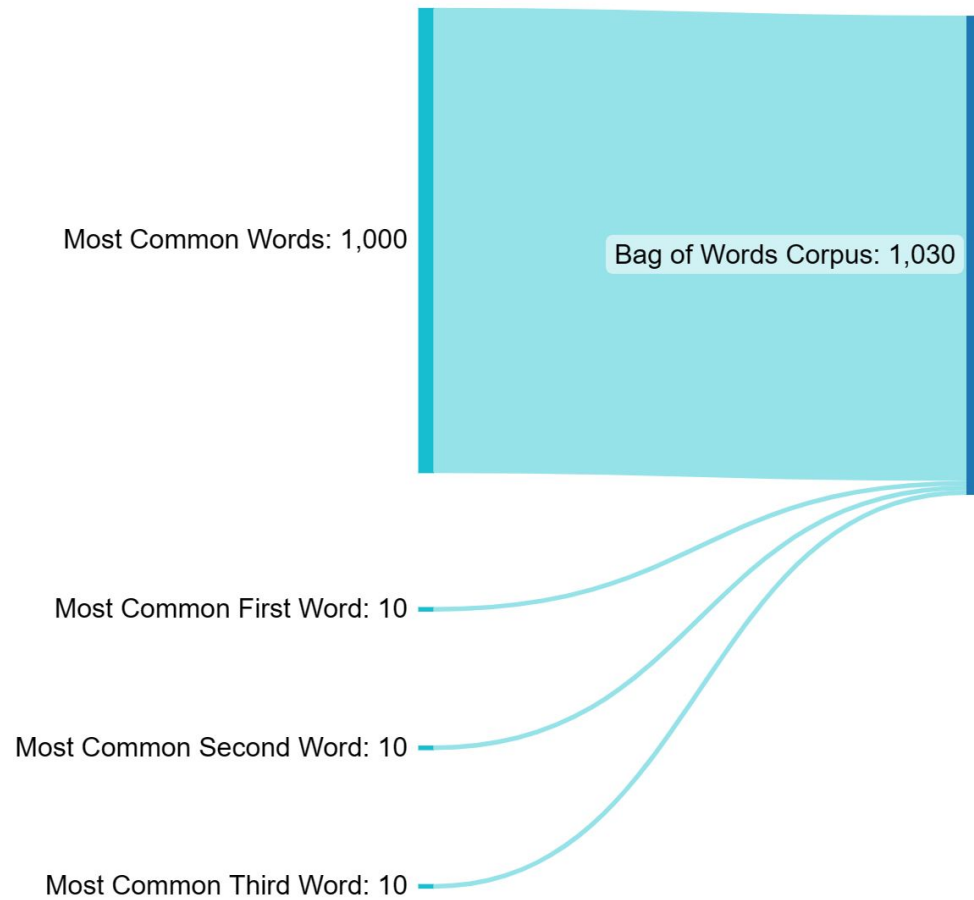 Most Common Words: 1,000
Bag of Words Corpus: 1,030
Most Common First Word: 10
Most Common Second Word: 10
Most Common Third Word: 10